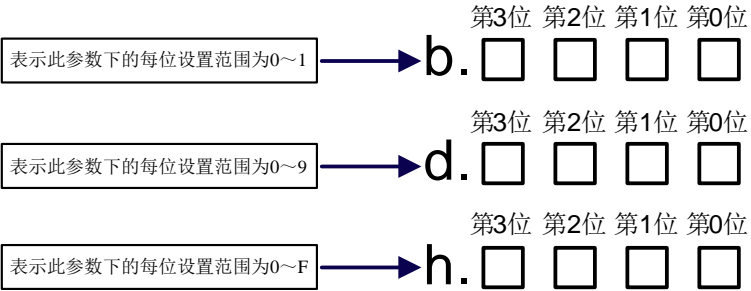 第3位 第2位 第1位 第0位
表示此参数下的每位设置范围为0～1 b.□ □ □ □
第3位 第2位 第1位 第0位
表示此参数下的每位设置范围为0～9 d.□ □ □ □
第3位 第2位 第1位 第0位
表示此参数下的每位设置范围为0～F h.□ □ □ □